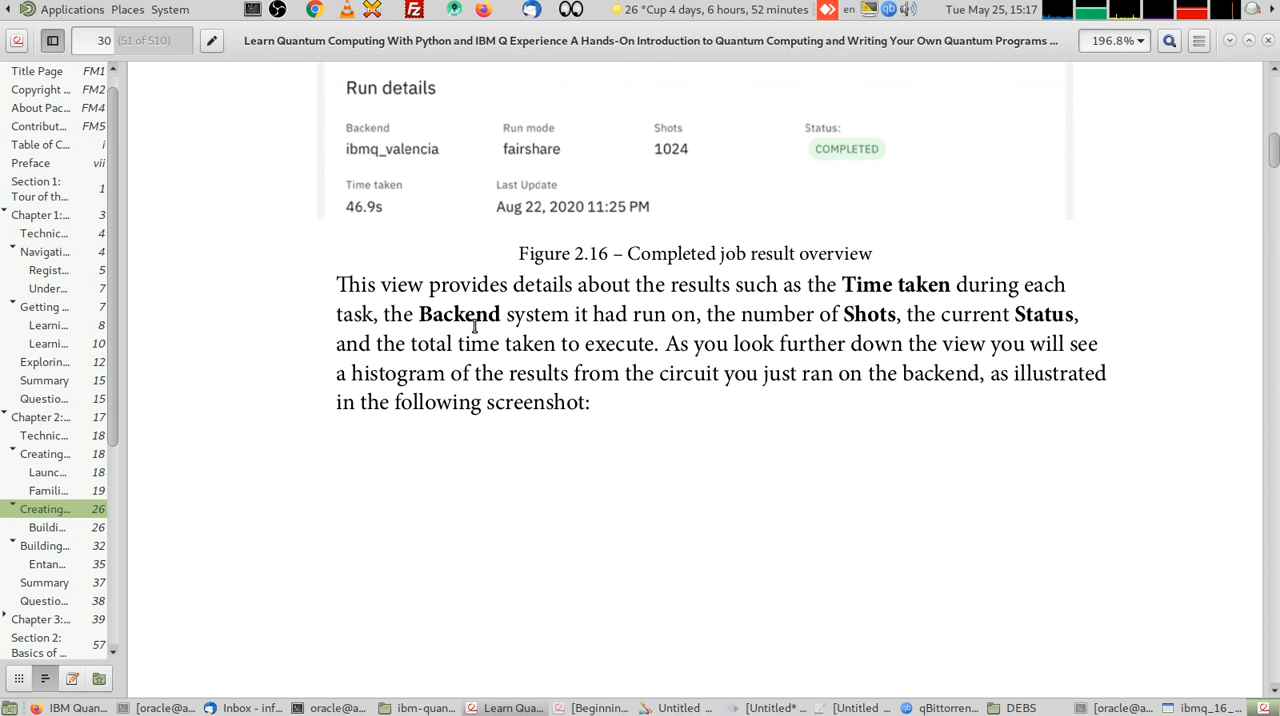 Applications Places System 26 °Cup 4 days, 6 hours, 52 minutes en Tue May 25, 15:17
30 (51 of 510) Learn Quantum Computing With Python and IBM Q Experience A Hands-On Introduction to Quantum Computing and Writing Your Own Quantum Programs ... 196.8%
Title Page FM1
Copyright ... FM2
About Pac... FM4
Contribut... FM5
Table of C... i
Preface vii
Section 1:
Tour of th... 1
Chapter 1:... 3
Technic... 4
Navigati... 4
Regist... 5
Under... 7
Getting ... 7
Learni... 8
Learni... 10
Explorin... 12
Summary 15
Questio... 15
Chapter 2:... 17
Technic... 18
Creating... 18
Launc... 18
Famili... 19
Creating... 26
Buildi... 26
Building... 32
Entan... 35
Summary 37
Questio... 38
Chapter 3:... 39
Section 2:
Basics of ... 57
Run details
Backend Run mode Shots Status:
ibmq_valencia fairshare 1024 COMPLETED
Time taken Last Update
46.9s Aug 22, 2020 11:25 PM
Figure 2.16 – Completed job result overview
This view provides details about the results such as the Time taken during each
task, the Backend system it had run on, the number of Shots, the current Status,
and the total time taken to execute. As you look further down the view you will see
a histogram of the results from the circuit you just ran on the backend, as illustrated
in the following screenshot:
IBM Quan... [oracle@a... Inbox - inf... oracle@a... ibm-quan... Learn Qua... [Beginnin... Untitled ... [Untitled* ... [Untitled ... qBittorren... DEBS [oracle@a... ibmq_16_...